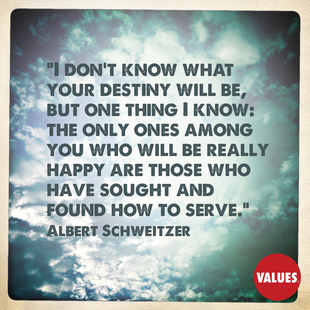 "I DON'T KNOW WHAT
YOUR DESTINY WILL BE,
BUT ONE THING I KNOW:
THE ONLY ONES AMONG
YOU WHO WILL BE REALLY
HAPPY ARE THOSE WHO
HAVE SOUGHT AND
FOUND HOW TO SERVE."
ALBERT SCHWEITZER
VALUES.